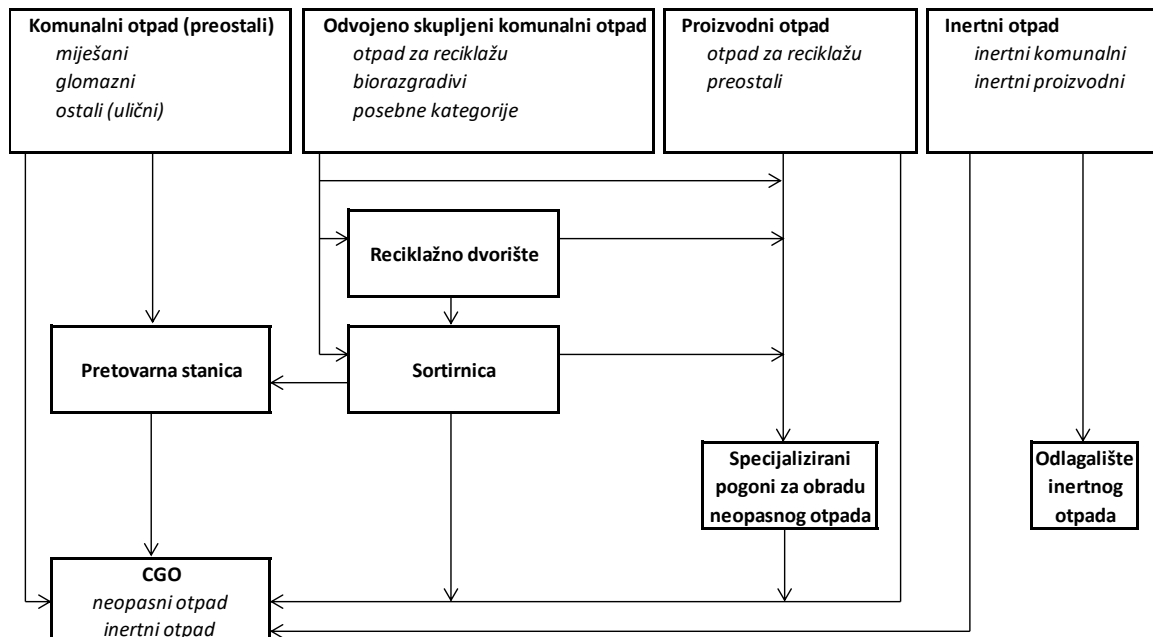 Komunalni otpad (preostali)
miješani
glomazni
ostali (ulični)
Odvojeno skupljeni komunalni otpad
otpad za reciklažu
biorazgradivi
posebne kategorije
Proizvodni otpad
otpad za reciklažu
preostali
Inertni otpad
inertni komunalni
inertni proizvodni
Reciklažno dvorište
Pretovarna stanica
Sortirnica
Specijalizirani
pogoni za obradu
neopasnog otpada
Odlagalište
inertnog
otpada
CGO
neopasni otpad
inertni otpad